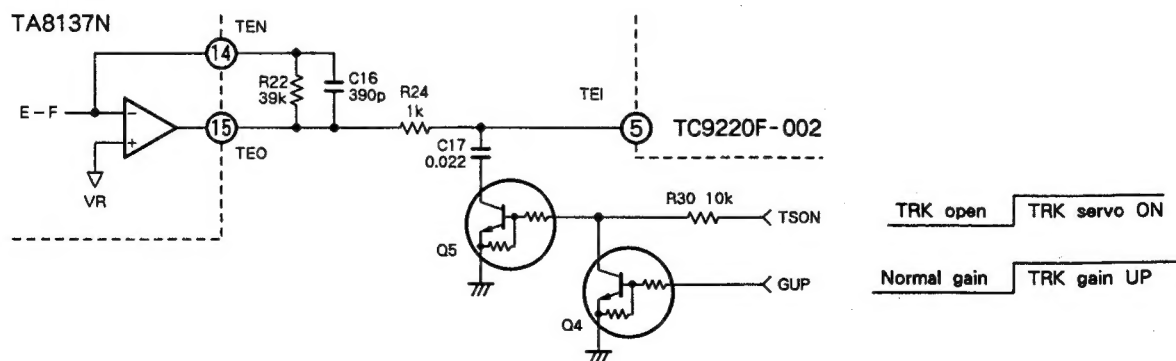 TA8137N
TEN
14
R22
39k
C16
390p
R24
1k
TEI
E-F
-
+
15
TEO
5
TC9220F-002
C17
0.022
VR
R30 10k
TSON
Q5
TRK open
TRK servo ON
GUP
Normal gain
TRK gain UP
Q4